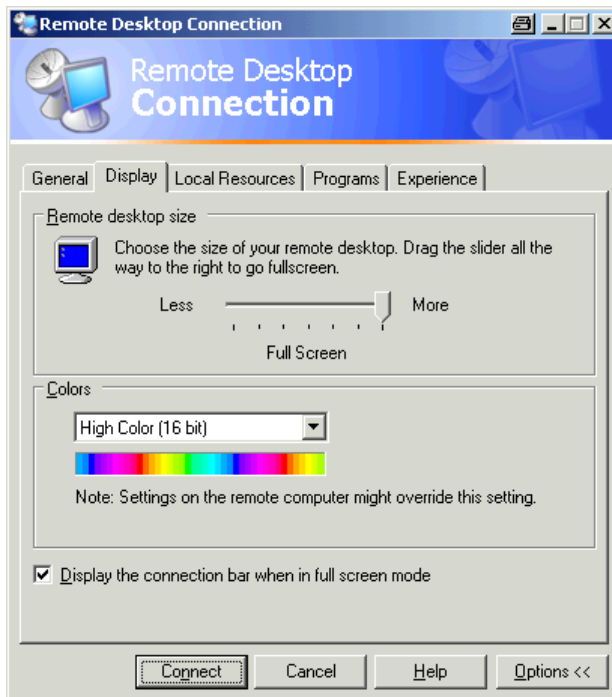 Remote Desktop Connection
Remote Desktop
Connection
General Display Local Resources Programs Experience
Remote desktop size
Choose the size of your remote desktop. Drag the slider all the
way to the right to go fullscreen.
Less More
Full Screen
Colors
High Color (16 bit)
Note: Settings on the remote computer might override this setting.
Display the connection bar when in full screen mode
Connect Cancel Help Options <<